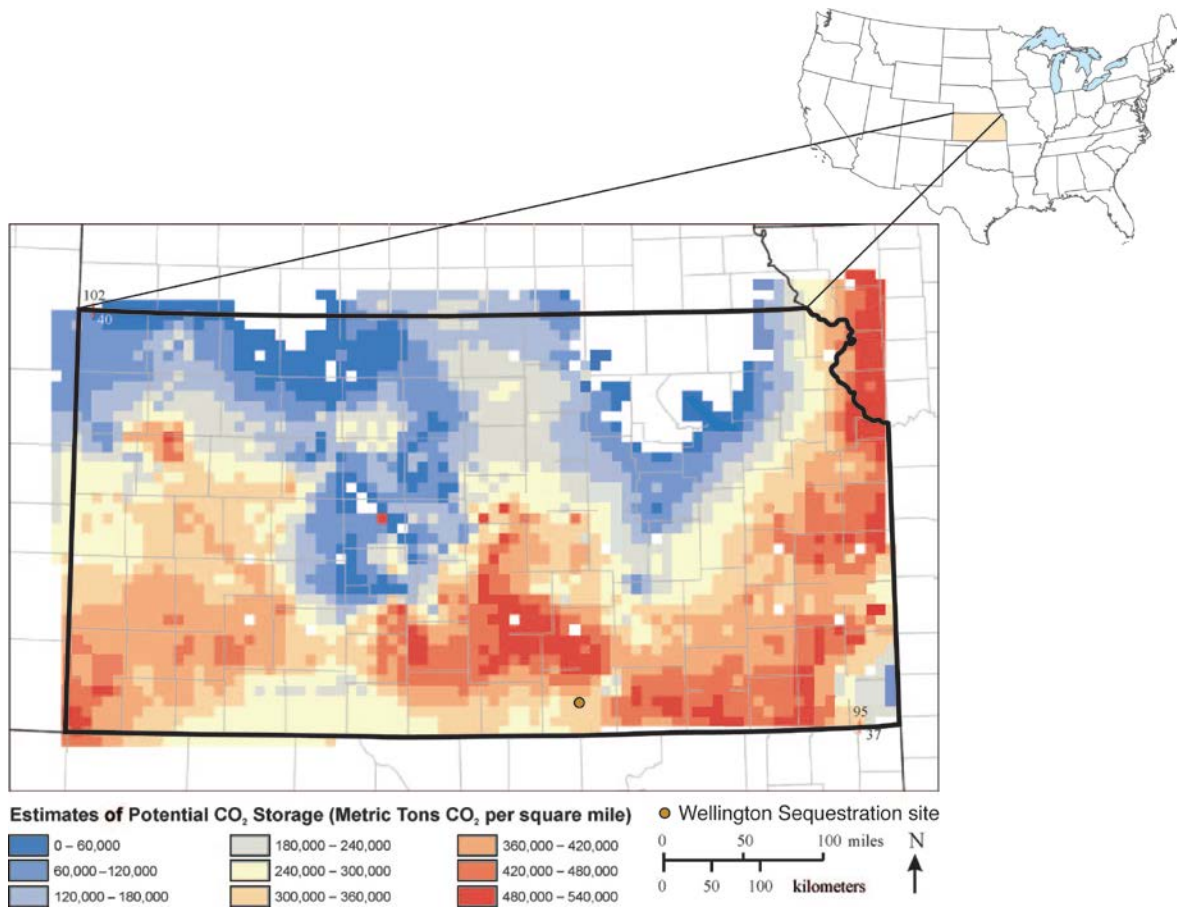 102
40
95
37
Estimates of Potential CO₂ Storage (Metric Tons CO₂ per square mile)
0 – 60,000
60,000 –120,000
120,000 – 180,000
180,000 – 240,000
240,000 – 300,000
300,000 – 360,000
360,000 – 420,000
420,000 – 480,000
480,000 – 540,000
Wellington Sequestration site
0 50 100 miles
0 50 100 kilometers
N